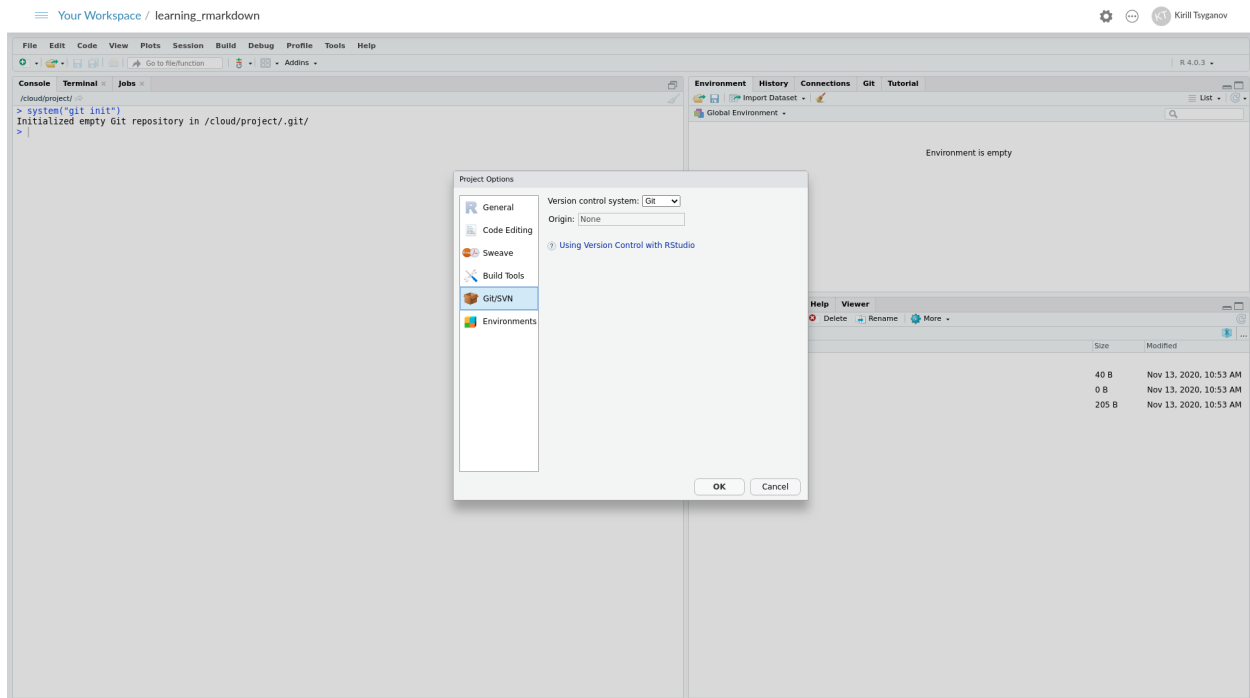 Your Workspace / learning_rmarkdown
KT Kirill Tsyganov
File Edit Code View Plots Session Build Debug Profile Tools Help
Go to file/function Addins R 4.0.3
Console Terminal Jobs
/cloud/project/
> system("git init")
Initialized empty Git repository in /cloud/project/.git/
>
Environment History Connections Git Tutorial
Import Dataset List
Global Environment
Environment is empty
Project Options
General
Code Editing
Sweave
Build Tools
Git/SVN
Environments
Version control system: Git
Origin: None
? Using Version Control with RStudio
OK Cancel
Help Viewer
Delete Rename More
...
Size Modified
40 B Nov 13, 2020, 10:53 AM
0 B Nov 13, 2020, 10:53 AM
205 B Nov 13, 2020, 10:53 AM